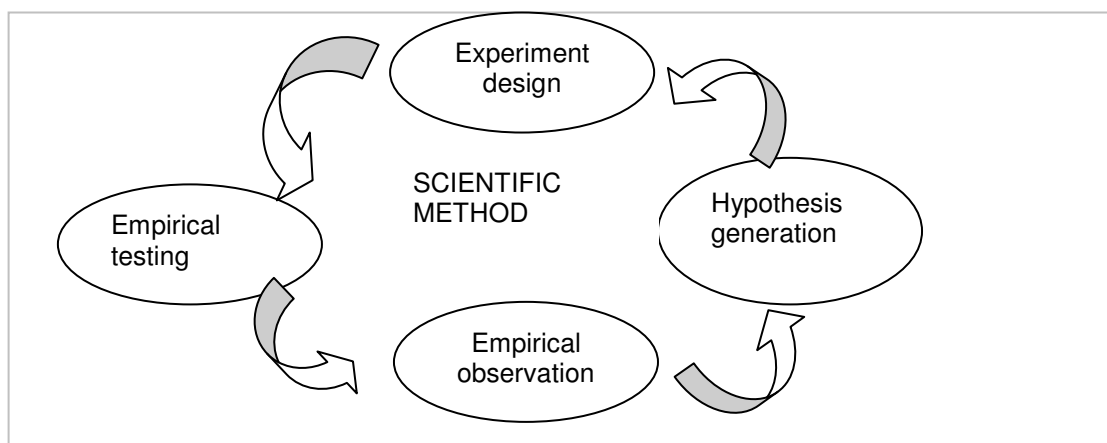 Experiment
design
SCIENTIFIC
METHOD
Hypothesis
generation
Empirical
testing
Empirical
observation